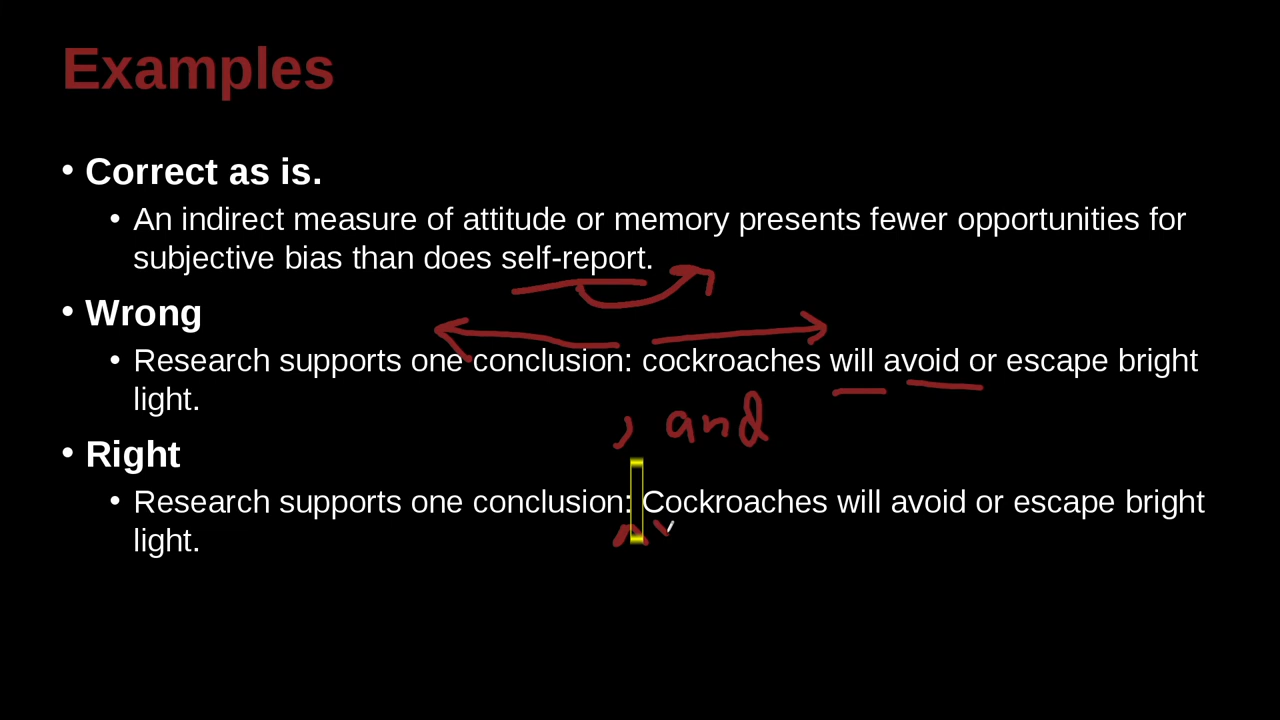 Examples
• Correct as is.
• An indirect measure of attitude or memory presents fewer opportunities for
subjective bias than does self-report.
• Wrong
• Research supports one conclusion: cockroaches will avoid or escape bright
light.
, and
• Right
• Research supports one conclusion: Cockroaches will avoid or escape bright
light.